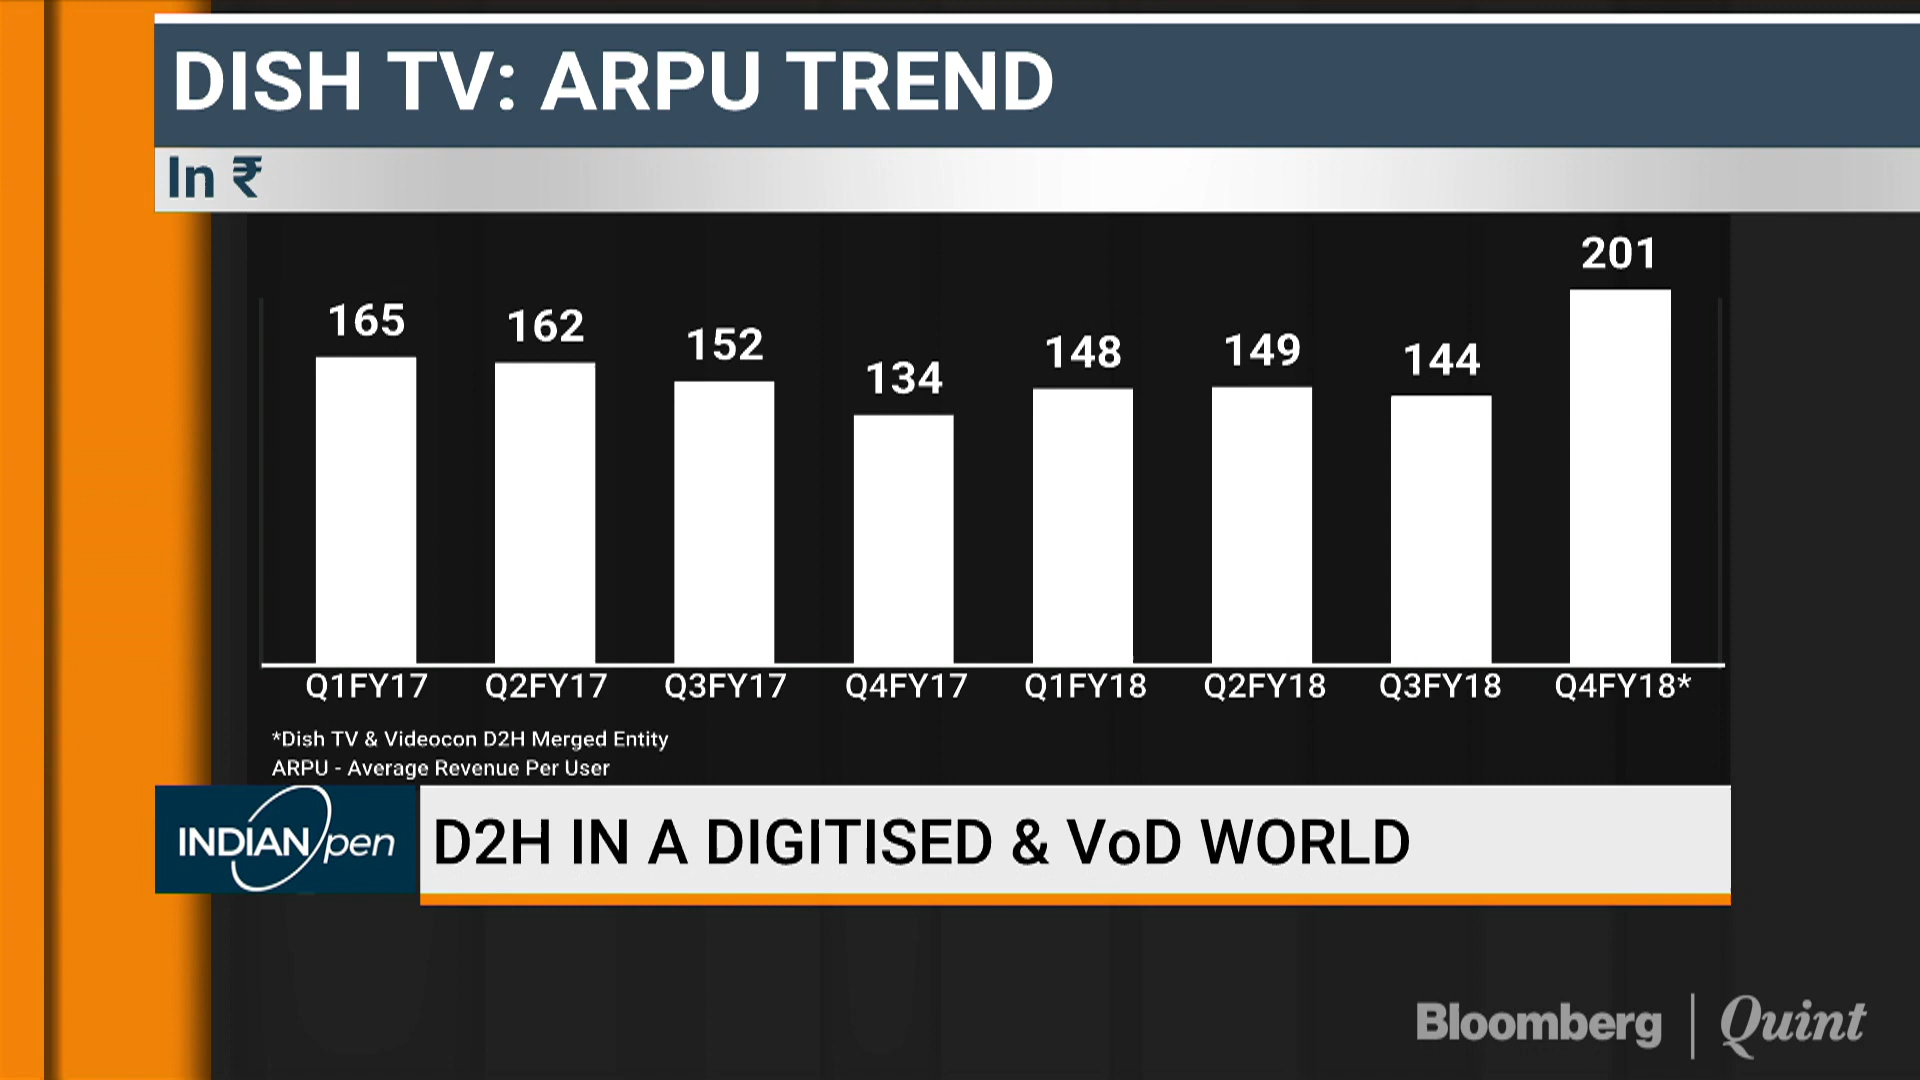 DISH TV: ARPU TREND
In ₹
165 162 152 134 148 149 144 201
Q1FY17 Q2FY17 Q3FY17 Q4FY17 Q1FY18 Q2FY18 Q3FY18 Q4FY18*
*Dish TV & Videocon D2H Merged Entity
ARPU - Average Revenue Per User
INDIAN Open
D2H IN A DIGITISED & VoD WORLD
Bloomberg | Quint